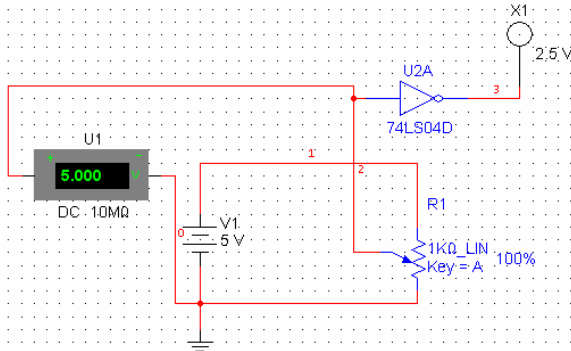 X1
2.5 V
U2A
3
74LS04D
U1
+
-
5.000 V
DC 10MΩ
1
2
R1
V1
0
5 V
1KΩ_LIN
Key = A
100%